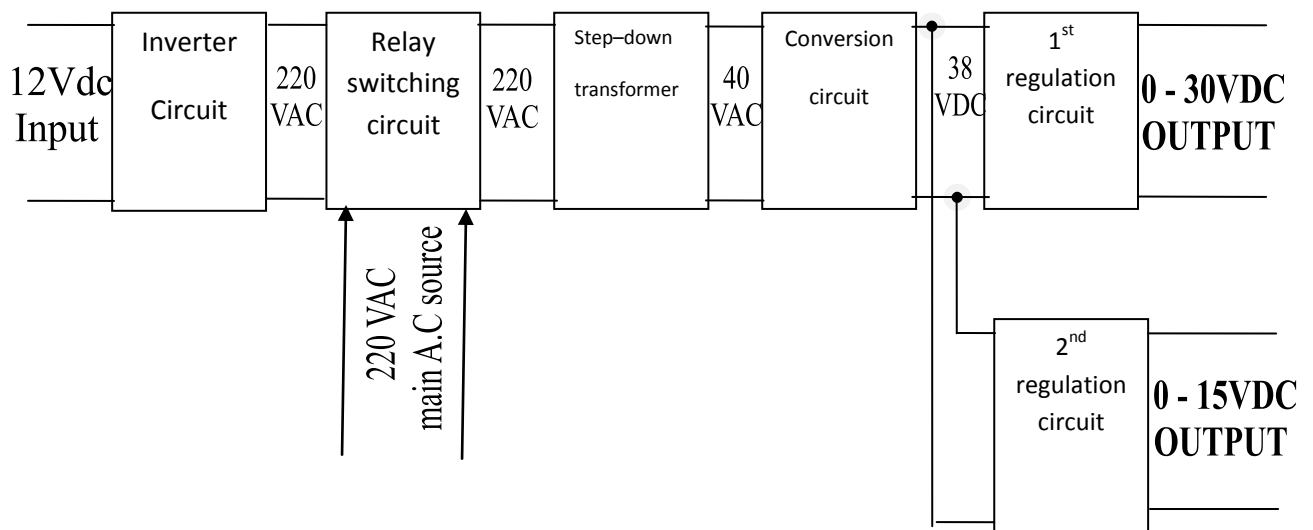 12Vdc
Input
Inverter
Circuit
220
VAC
Relay
switching
circuit
220
VAC
Step–down
transformer
40
VAC
Conversion
circuit
38
VDC
1st
regulation
circuit
0 - 30VDC
OUTPUT
220 VAC
main A.C source
2nd
regulation
circuit
0 - 15VDC
OUTPUT